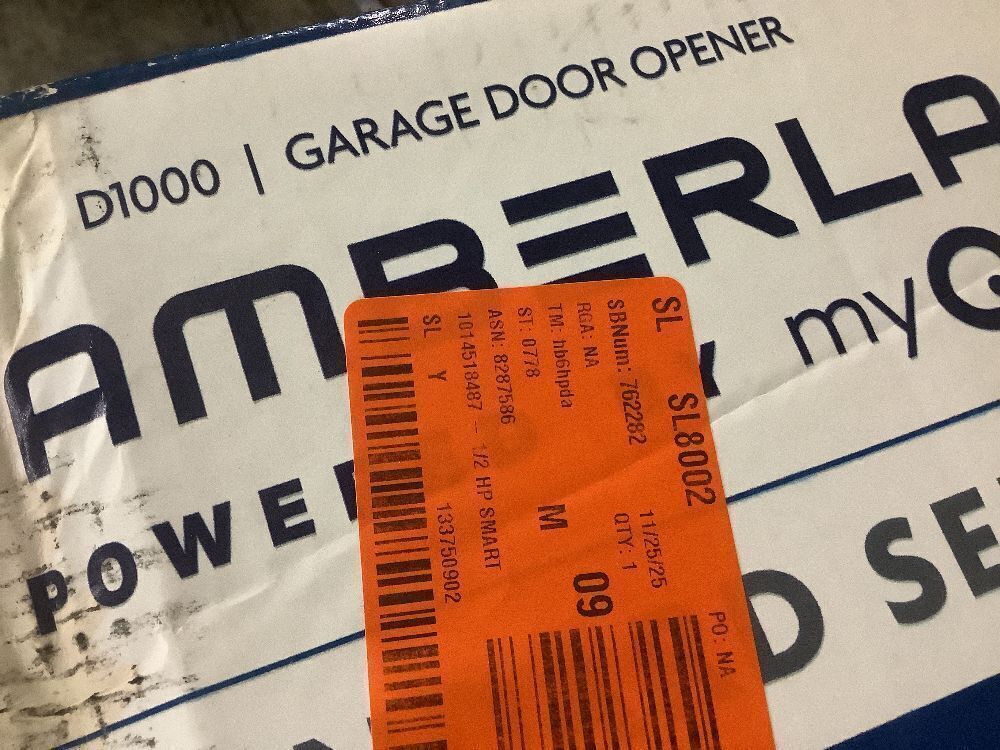 D1000 | GARAGE DOOR OPENER
AMBERLA
POWE
Y myQ
D SE
SL SL8002
SBNum: 762282 11/25/25
RGA: NA QTY: 1 PO: NA
TM: hb6hpda 09
ST: 0778 M
ASN: 8287586
1014518487 - 1/2 HP SMART
SL Y 133750902